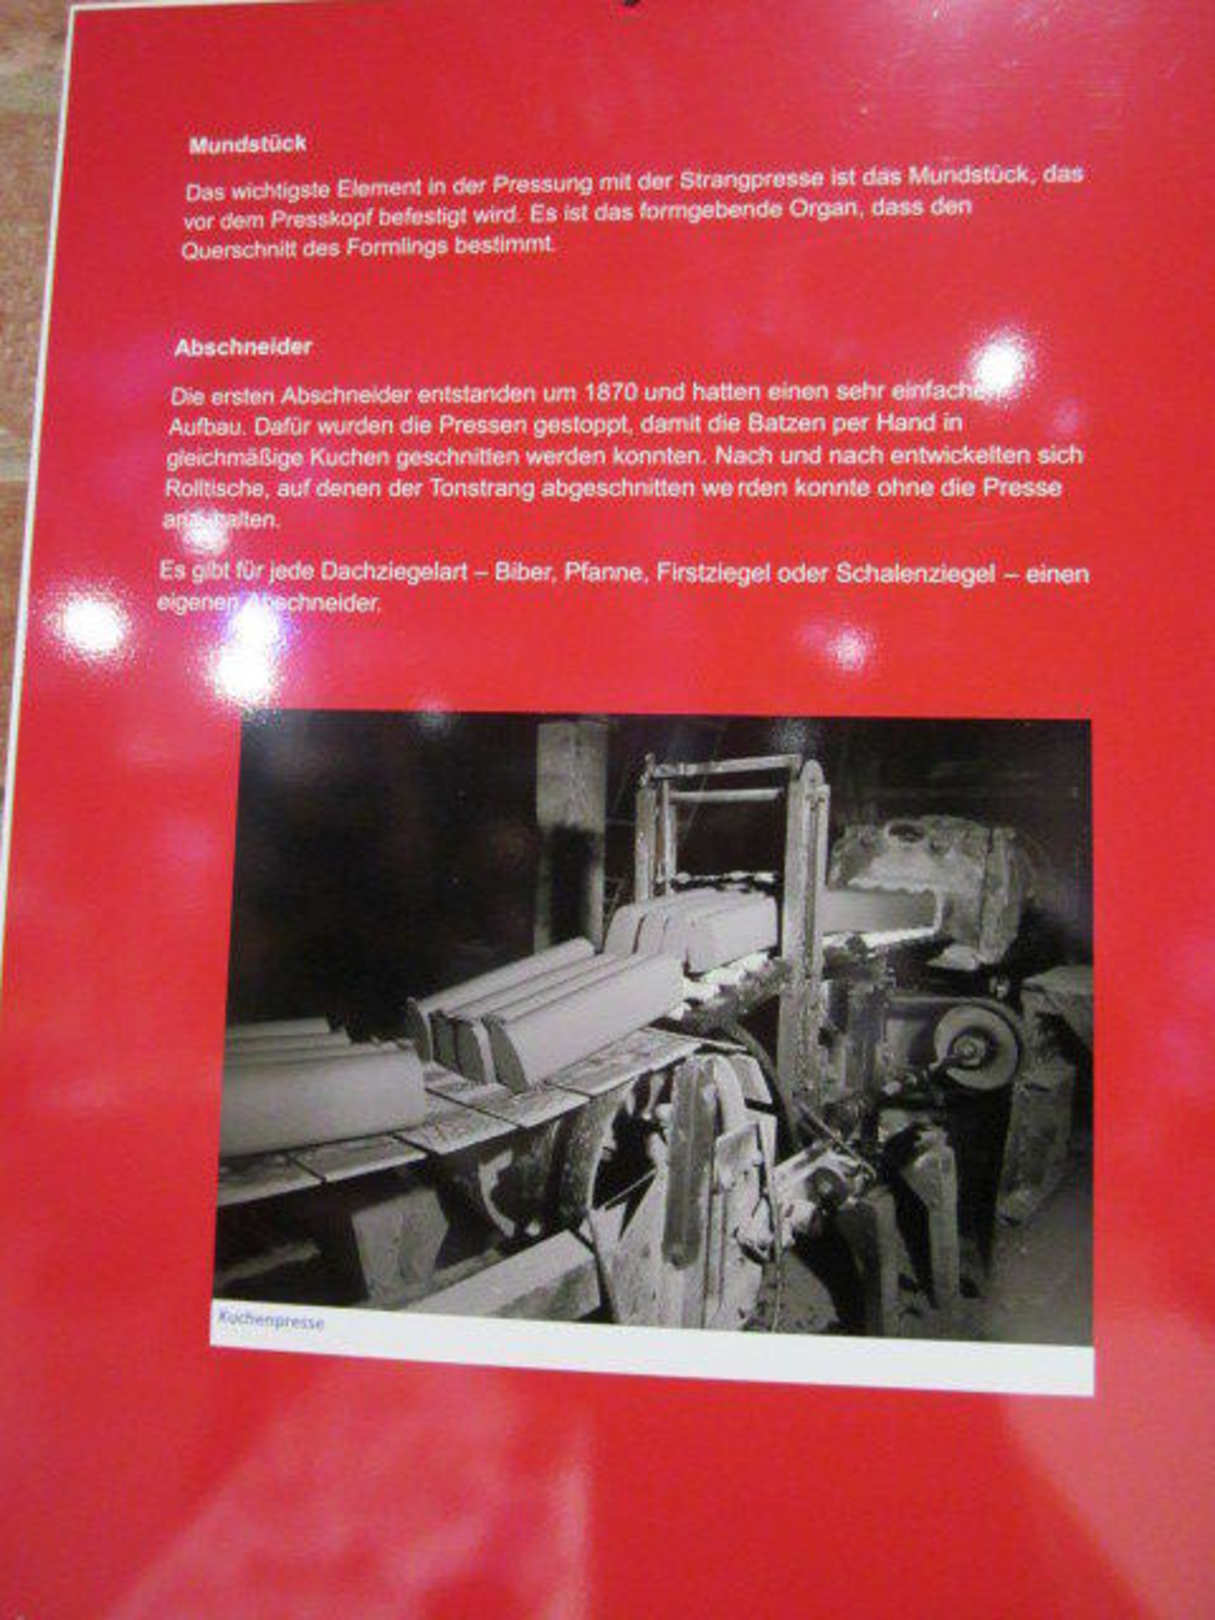 Mundstück
Das wichtigste Element in der Pressung mit der Strangpresse ist das Mundstück, das
vor dem Presskopf befestigt wird. Es ist das formgebende Organ, dass den
Querschnitt des Formlings bestimmt.
Abschneider
Die ersten Abschneider entstanden um 1870 und hatten einen sehr einfachen
Aufbau. Dafür wurden die Pressen gestoppt, damit die Batzen per Hand in
gleichmäßige Kuchen geschnitten werden konnten. Nach und nach entwickelten sich
Rolltische, auf denen der Tonstrang abgeschnitten we rden konnte ohne die Presse
anzuhalten.
Es gibt für jede Dachziegelart – Biber, Pfanne, Firstziegel oder Schalenziegel – einen
eigenen Abschneider.
Kuchenpresse